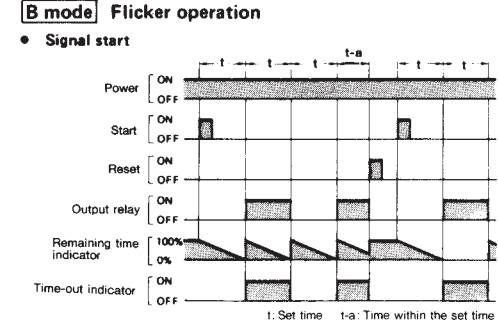 B mode Flicker operation
● Signal start
t t t t-a t t
Power ON
OFF
Start ON
OFF
Reset ON
OFF
Output relay ON
OFF
Remaining time indicator 100%
0%
Time-out indicator ON
OFF
t: Set time t-a: Time within the set time